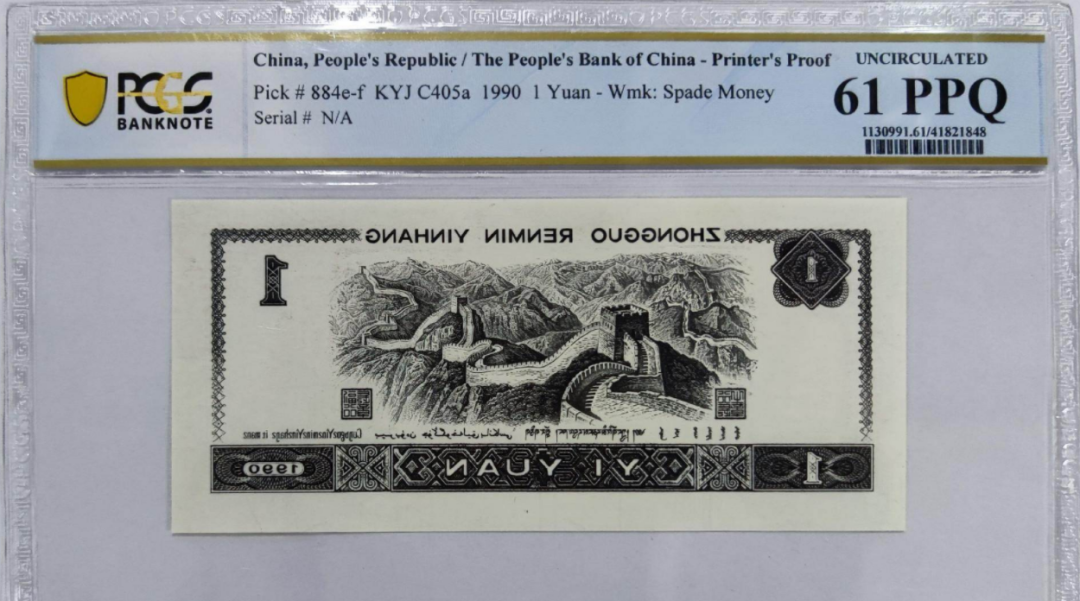 PCGS
BANKNOTE
China, People's Republic / The People's Bank of China - Printer's Proof
Pick # 884e-f KYJ C405a 1990 1 Yuan - Wmk: Spade Money
Serial # N/A
UNCIRCULATED
61 PPQ
1130991.61/41821848
ZHONGGUO RENMIN YINHANG
1
1
YI YUAN
1990
1